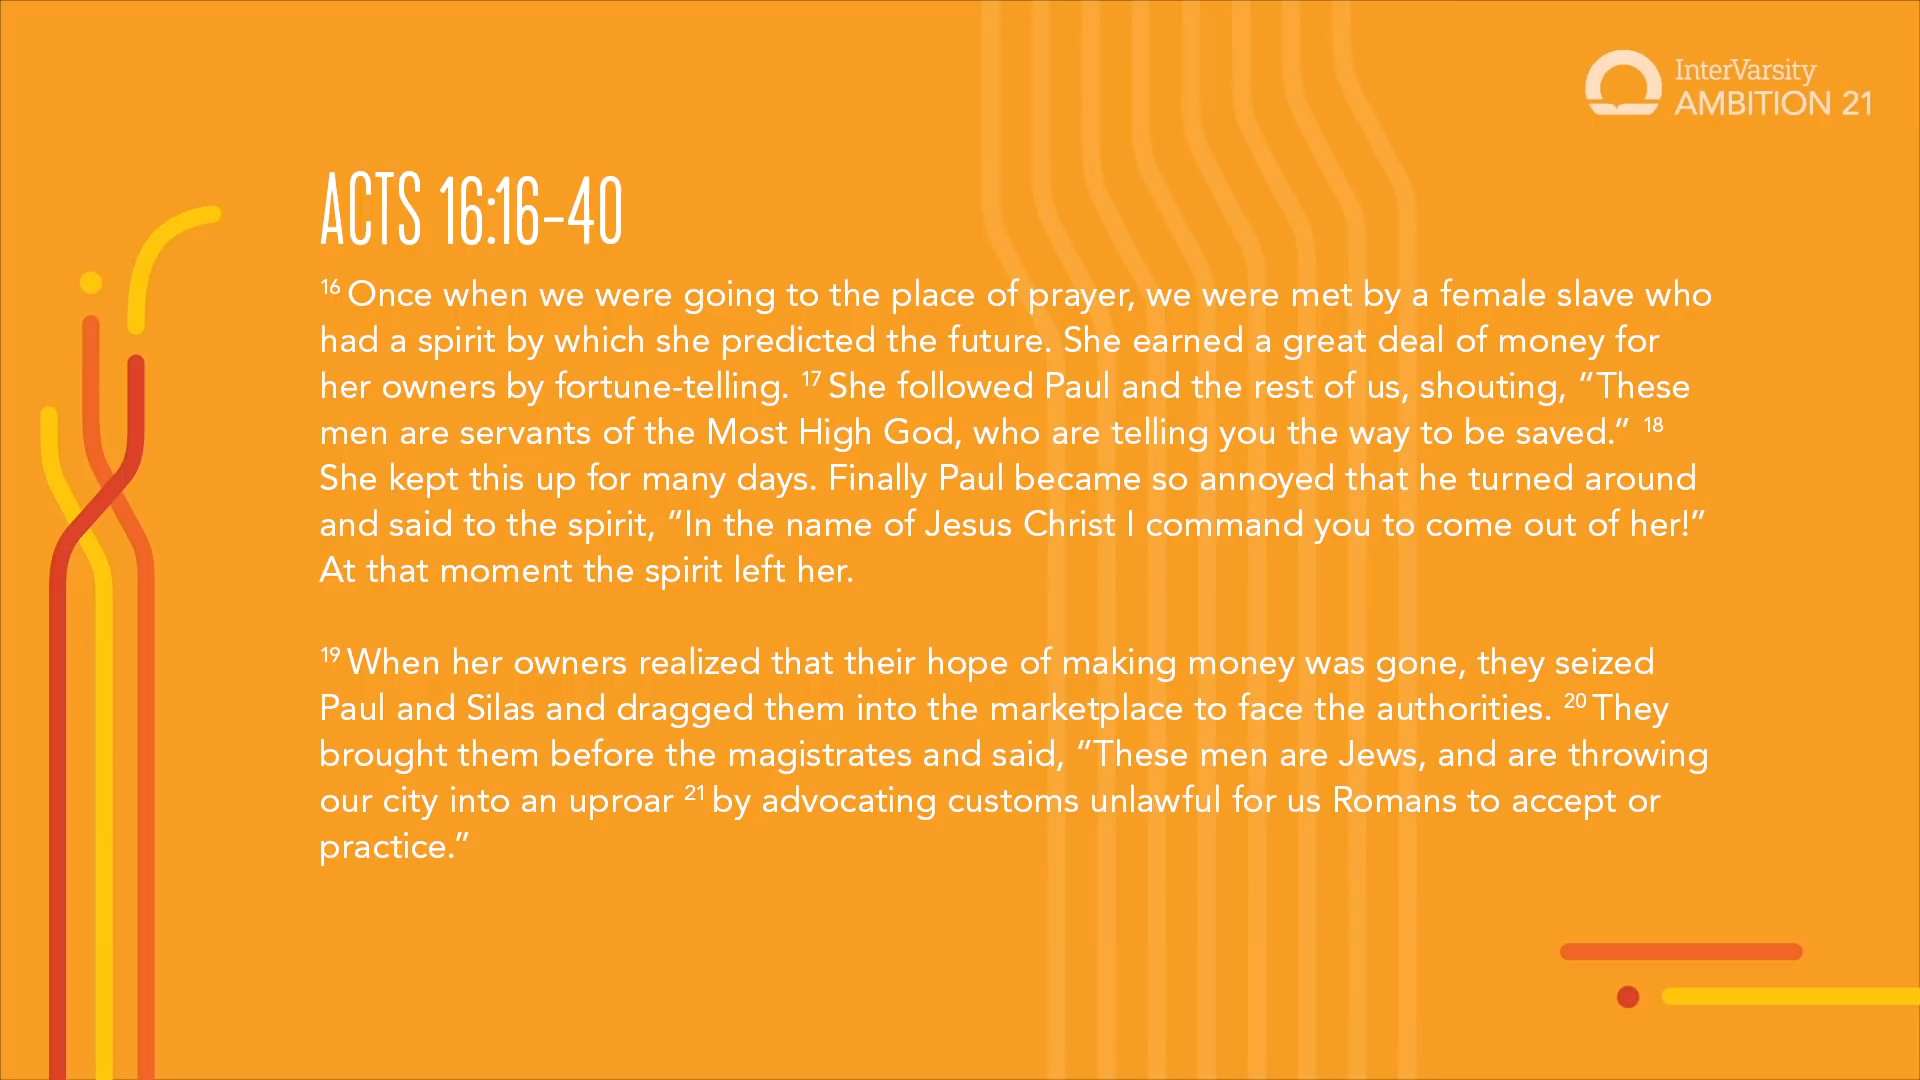 InterVarsity
AMBITION 21
ACTS 16:16–40
16 Once when we were going to the place of prayer, we were met by a female slave who
had a spirit by which she predicted the future. She earned a great deal of money for
her owners by fortune-telling. 17 She followed Paul and the rest of us, shouting, “These
men are servants of the Most High God, who are telling you the way to be saved.” 18
She kept this up for many days. Finally Paul became so annoyed that he turned around
and said to the spirit, “In the name of Jesus Christ I command you to come out of her!”
At that moment the spirit left her.
19 When her owners realized that their hope of making money was gone, they seized
Paul and Silas and dragged them into the marketplace to face the authorities. 20 They
brought them before the magistrates and said, “These men are Jews, and are throwing
our city into an uproar 21 by advocating customs unlawful for us Romans to accept or
practice.”